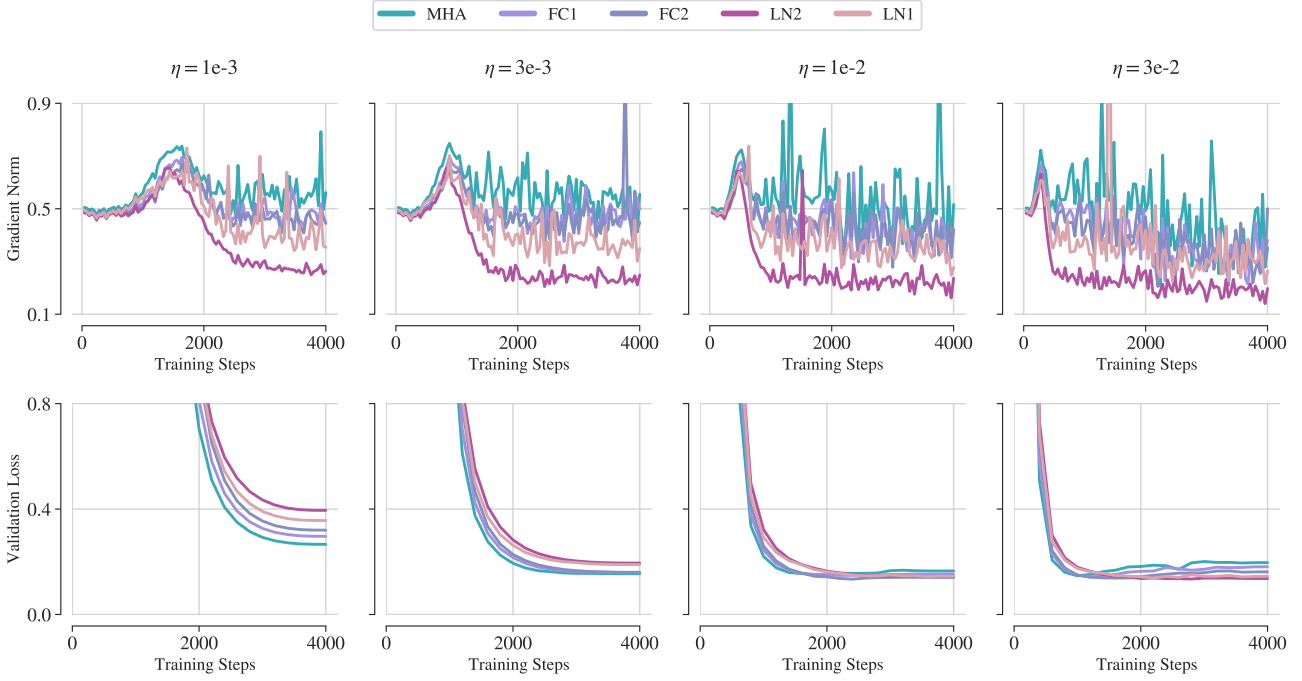 MHA FC1 FC2 LN2 LN1
η = 1e-3 η = 3e-3 η = 1e-2 η = 3e-2
Gradient Norm
0.9
0.5
0.1
0 2000 4000 0 2000 4000 0 2000 4000 0 2000 4000
Training Steps Training Steps Training Steps Training Steps
Validation Loss
0.8
0.4
0.0
0 2000 4000 0 2000 4000 0 2000 4000 0 2000 4000
Training Steps Training Steps Training Steps Training Steps